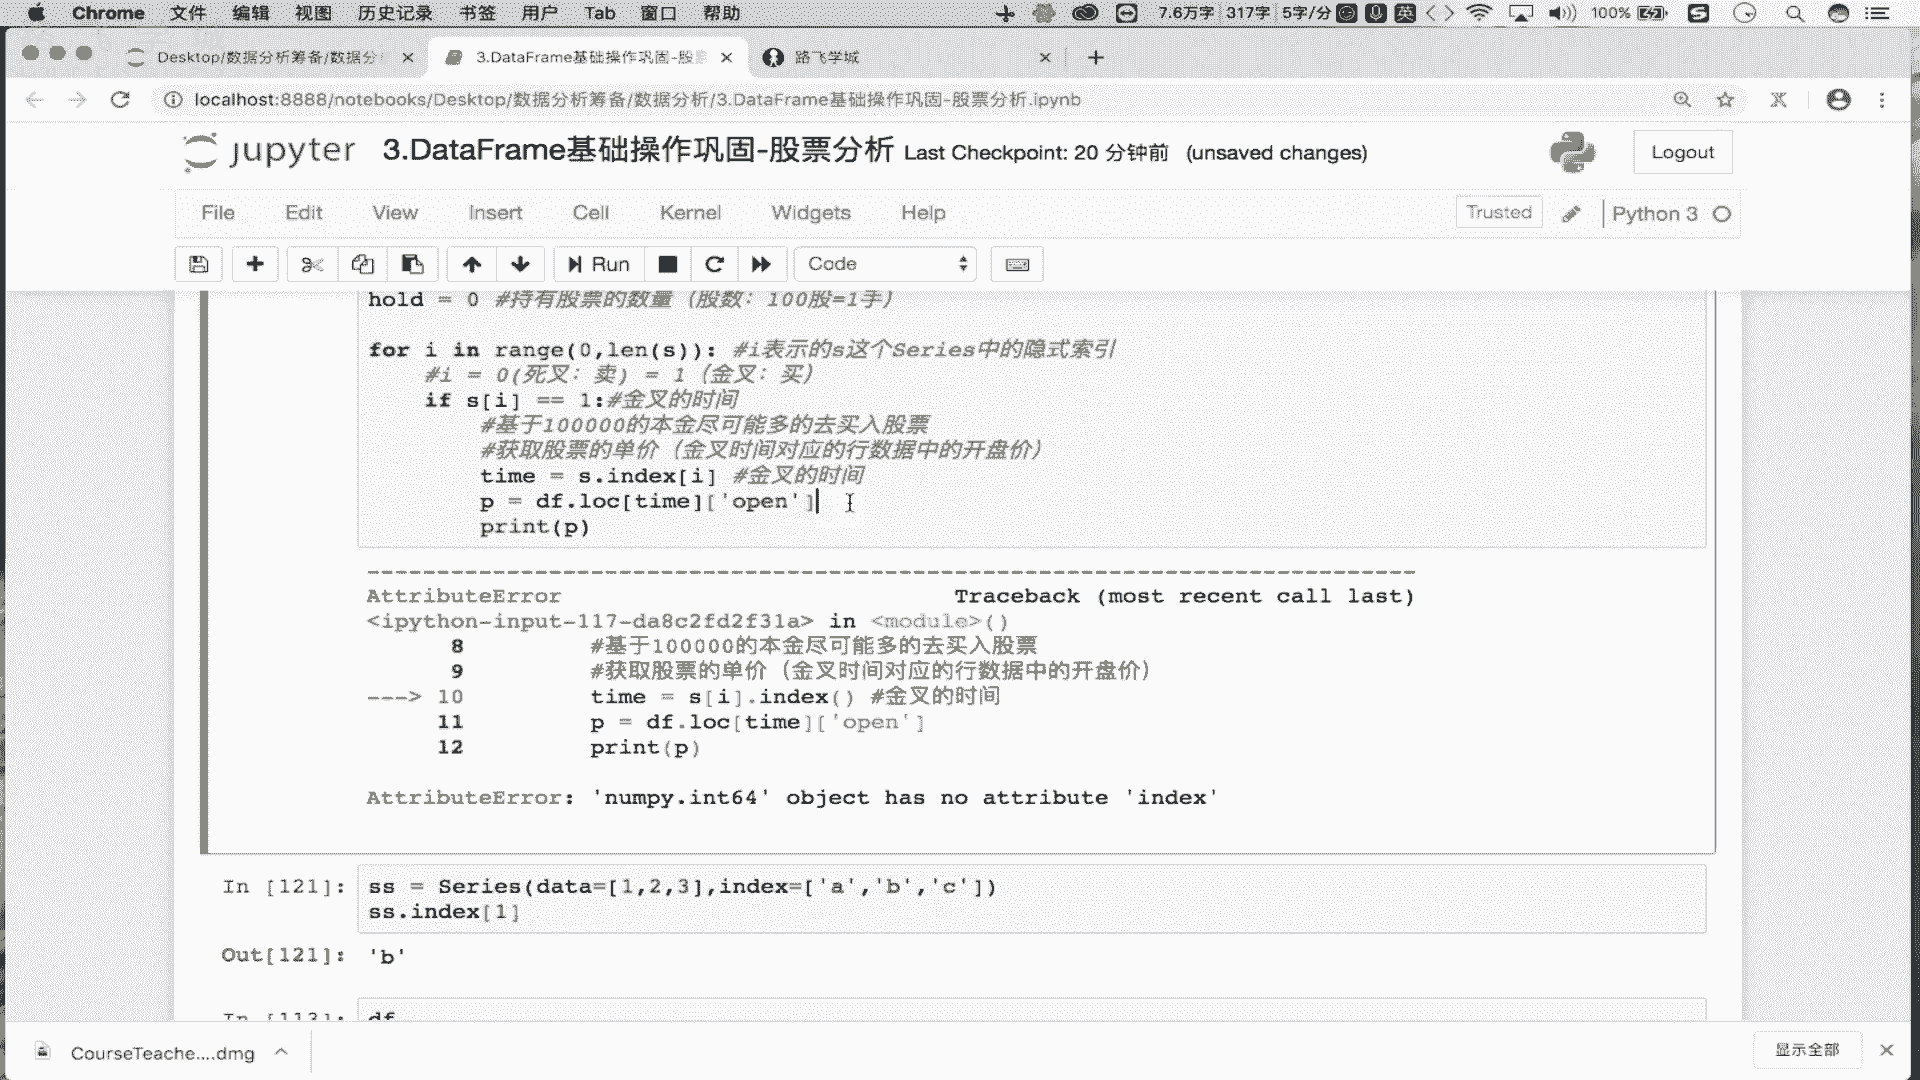 Chrome 文件 编辑 视图 历史记录 书签 用户 Tab 窗口 帮助 7.6万字 317字 5字/分 英 100%
Desktop/数据分析筹备/数据分 3.DataFrame基础操作巩固-股 路飞学城
localhost:8888/notebooks/Desktop/数据分析筹备/数据分析/3.DataFrame基础操作巩固-股票分析.ipynb
jupyter 3.DataFrame基础操作巩固-股票分析 Last Checkpoint: 20 分钟前 (unsaved changes) Logout
File Edit View Insert Cell Kernel Widgets Help Trusted Python 3
Run Code
hold = 0 #持有股票的数量（股数：100股=1手）
for i in range(0,len(s)): #i表示的s这个Series中的隐式索引
#i = 0(死叉：卖) = 1（金叉：买）
if s[i] == 1:#金叉的时间
#基于100000的本金尽可能多的去买入股票
#获取股票的单价（金叉时间对应的行数据中的开盘价）
time = s.index[i] #金叉的时间
p = df.loc[time]['open']
print(p)
---------------------------------------------------------------------------
AttributeError Traceback (most recent call last)
<ipython-input-117-da8c2fd2f31a> in <module>()
8 #基于100000的本金尽可能多的去买入股票
9 #获取股票的单价（金叉时间对应的行数据中的开盘价）
---> 10 time = s[i].index() #金叉的时间
11 p = df.loc[time]['open']
12 print(p)
AttributeError: 'numpy.int64' object has no attribute 'index'
In [121]: ss = Series(data=[1,2,3],index=['a','b','c'])
ss.index[1]
Out[121]: 'b'
In [113]: df
CourseTeache....dmg 显示全部